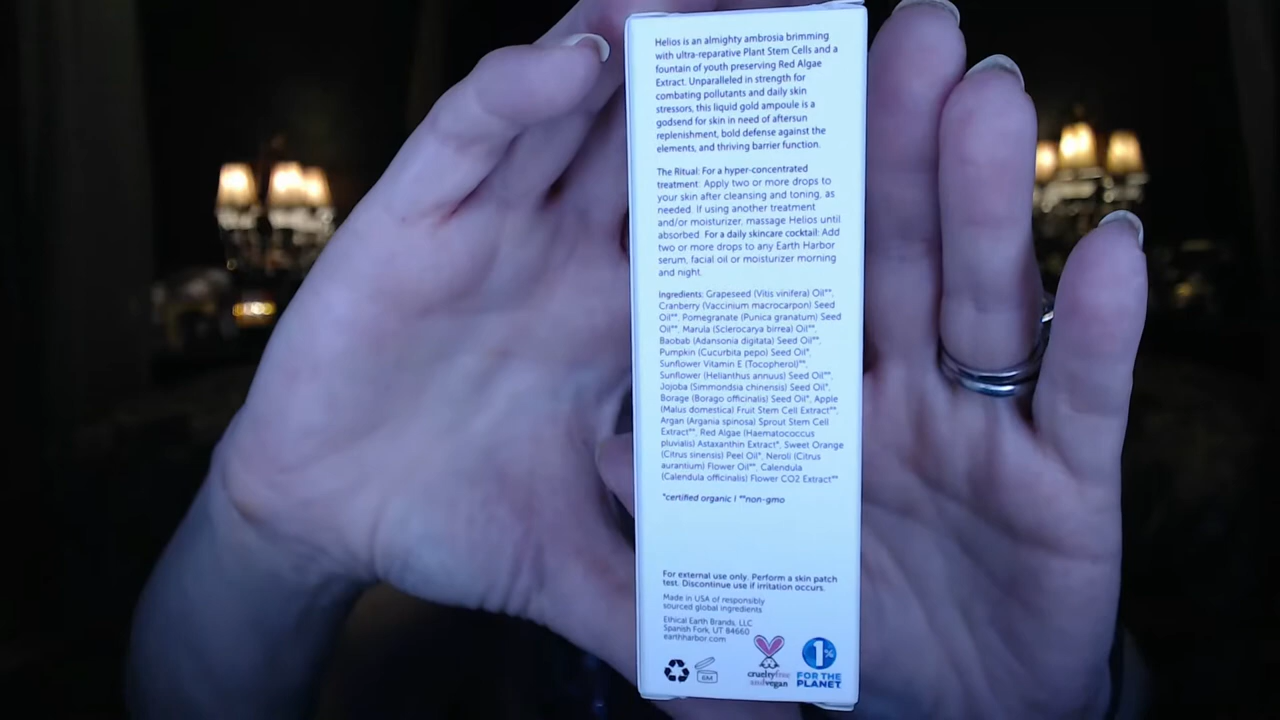 Helios is an almighty ambrosia brimming
with ultra-reparative Plant Stem Cells and a
fountain of youth preserving Red Algae
Extract. Unparalleled in strength for
combating pollutants and daily skin
stressors, this liquid gold ampoule is a
godsend for skin in need of aftersun
replenishment, bold defense against the
elements, and thriving barrier function.
The Ritual: For a hyper-concentrated
treatment: Apply two or more drops to
your skin after cleansing and toning, as
needed. If using another treatment
and/or moisturizer, massage Helios until
absorbed. For a daily skincare cocktail: Add
two or more drops to any Earth Harbor
serum, facial oil or moisturizer morning
and night.
Ingredients: Grapeseed (Vitis vinifera) Oil**,
Cranberry (Vaccinium macrocarpon) Seed
Oil**, Pomegranate (Punica granatum) Seed
Oil**, Marula (Sclerocarya birrea) Oil**,
Baobab (Adansonia digitata) Seed Oil**,
Pumpkin (Cucurbita pepo) Seed Oil*,
Sunflower Vitamin E (Tocopherol)**,
Sunflower (Helianthus annuus) Seed Oil**,
Jojoba (Simmondsia chinensis) Seed Oil*,
Borage (Borago officinalis) Seed Oil*, Apple
(Malus domestica) Fruit Stem Cell Extract**,
Argan (Argania spinosa) Sprout Stem Cell
Extract**, Red Algae (Haematococcus
pluvialis) Astaxanthin Extract*, Sweet Orange
(Citrus sinensis) Peel Oil*, Neroli (Citrus
aurantium) Flower Oil**, Calendula
(Calendula officinalis) Flower CO2 Extract**
*certified organic | **non-gmo
For external use only. Perform a skin patch
test. Discontinue use if irritation occurs.
Made in USA of responsibly
sourced global ingredients
Ethical Earth Brands, LLC
Spanish Fork, UT 84660
earthharbor.com
6M
crueltyfree
andvegan
1%
FOR THE
PLANET